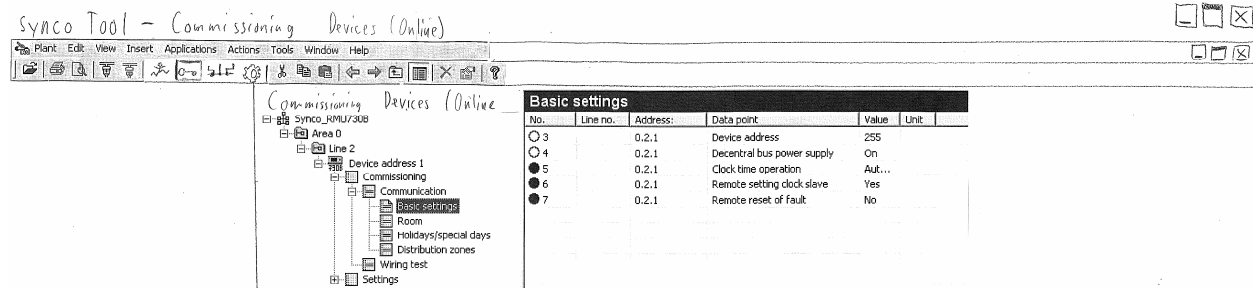 Synco Tool - Commissioning Devices (Online)
Plant Edit View Insert Applications Actions Tools Window Help
Commissioning Devices (Online
Synco_RMU730B
Area 0
Line 2
Device address 1
Commissioning
Communication
Basic settings
Room
Holidays/special days
Distribution zones
Wiring test
Settings
Basic settings
No. Line no. Address: Data point Value Unit
3 0.2.1 Device address 255
4 0.2.1 Decentral bus power supply On
5 0.2.1 Clock time operation Aut...
6 0.2.1 Remote setting clock slave Yes
7 0.2.1 Remote reset of fault No